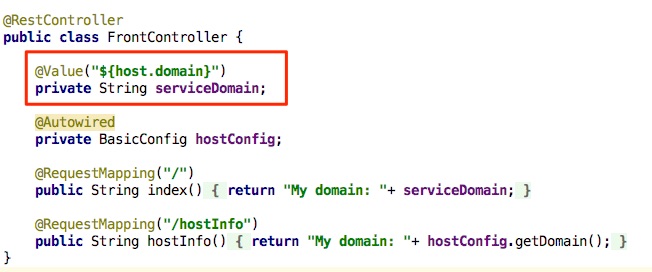 @RestController
public class FrontController {
@Value("${host.domain}")
private String serviceDomain;
@Autowired
private BasicConfig hostConfig;
@RequestMapping("/")
public String index() { return "My domain: "+ serviceDomain; }
@RequestMapping("/hostInfo")
public String hostInfo() { return "My domain: "+ hostConfig.getDomain(); }
}